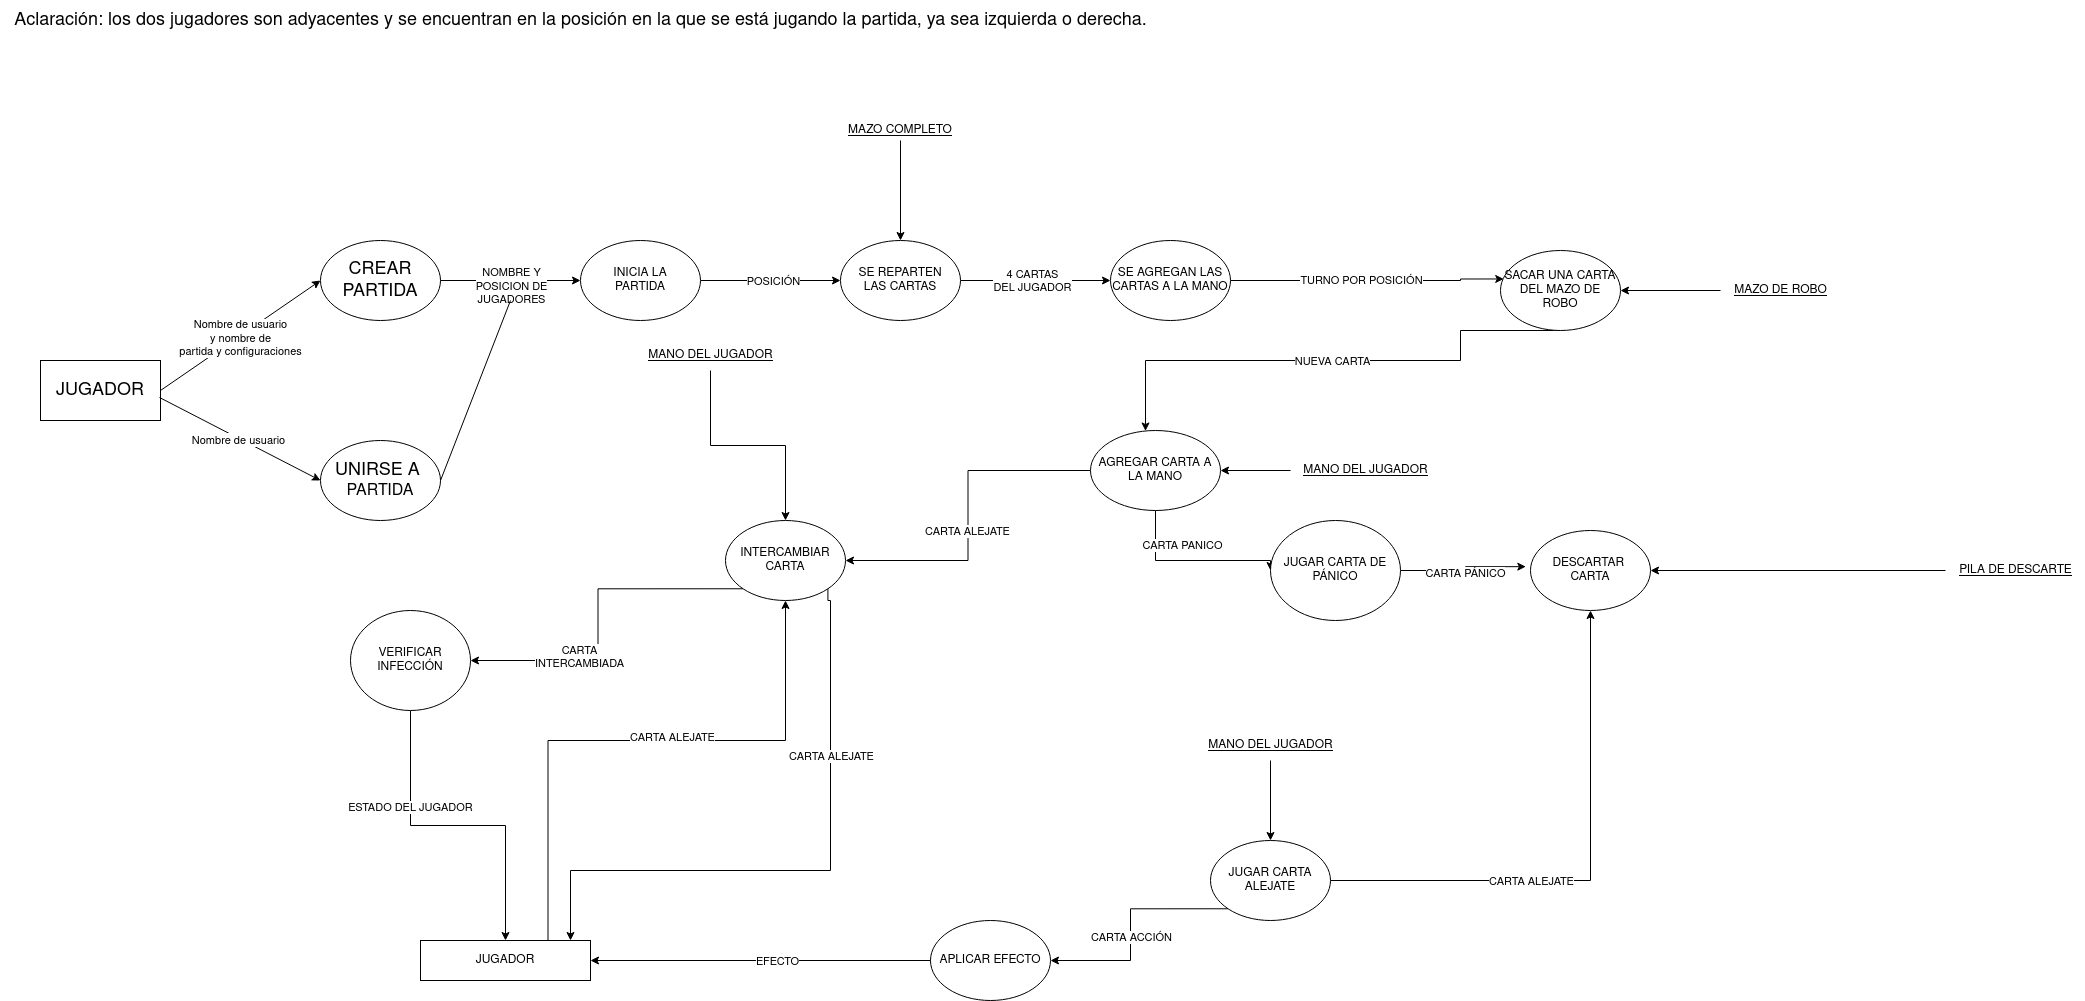 Aclaración: los dos jugadores son adyacentes y se encuentran en la posición en la que se está jugando la partida, ya sea izquierda o derecha.
MAZO COMPLETO
CREAR
PARTIDA
NOMBRE Y
POSICION DE
JUGADORES
INICIA LA
PARTIDA
POSICIÓN
SE REPARTEN
LAS CARTAS
4 CARTAS
DEL JUGADOR
SE AGREGAN LAS
CARTAS A LA MANO
TURNO POR POSICIÓN
SACAR UNA CARTA
DEL MAZO DE
ROBO
MAZO DE ROBO
Nombre de usuario
y nombre de
partida y configuraciones
MANO DEL JUGADOR
NUEVA CARTA
JUGADOR
Nombre de usuario
UNIRSE A
PARTIDA
AGREGAR CARTA A
LA MANO
MANO DEL JUGADOR
CARTA ALEJATE
CARTA PANICO
INTERCAMBIAR
CARTA
JUGAR CARTA DE
PÁNICO
CARTA PÁNICO
DESCARTAR
CARTA
PILA DE DESCARTE
VERIFICAR
INFECCIÓN
CARTA
INTERCAMBIADA
CARTA ALEJATE
CARTA ALEJATE
MANO DEL JUGADOR
ESTADO DEL JUGADOR
JUGAR CARTA
ALEJATE
CARTA ALEJATE
CARTA ACCIÓN
JUGADOR
EFECTO
APLICAR EFECTO